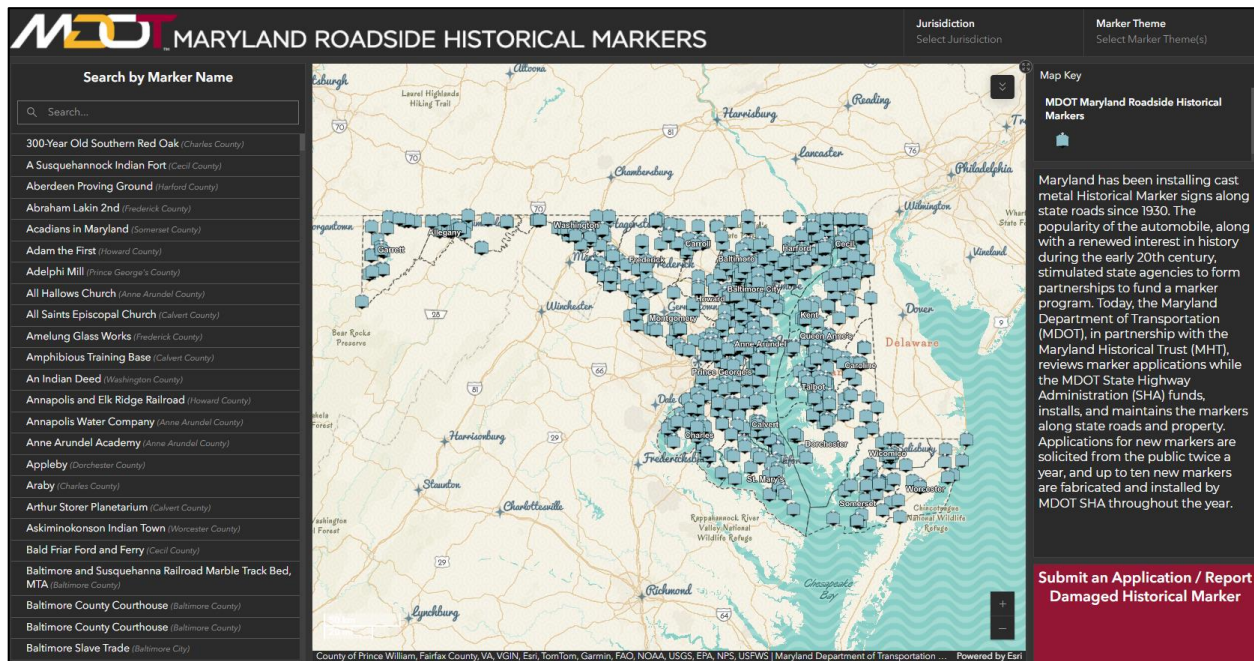 MDOT MARYLAND ROADSIDE HISTORICAL MARKERS
Jurisidiction
Select Jurisdiction
Marker Theme
Select Marker Theme(s)
Search by Marker Name
Search...
300-Year Old Southern Red Oak (Charles County)
A Susquehannock Indian Fort (Cecil County)
Aberdeen Proving Ground (Harford County)
Abraham Lakin 2nd (Frederick County)
Acadians in Maryland (Somerset County)
Adam the First (Howard County)
Adelphi Mill (Prince George's County)
All Hallows Church (Anne Arundel County)
All Saints Episcopal Church (Calvert County)
Amelung Glass Works (Frederick County)
Amphibious Training Base (Calvert County)
An Indian Deed (Washington County)
Annapolis and Elk Ridge Railroad (Howard County)
Annapolis Water Company (Anne Arundel County)
Anne Arundel Academy (Anne Arundel County)
Appleby (Dorchester County)
Araby (Charles County)
Arthur Storer Planetarium (Calvert County)
Askiminokonson Indian Town (Worcester County)
Bald Friar Ford and Ferry (Cecil County)
Baltimore and Susquehanna Railroad Marble Track Bed,
MTA (Baltimore County)
Baltimore County Courthouse (Baltimore County)
Baltimore County Courthouse (Baltimore County)
Baltimore Slave Trade (Baltimore City)
Altoona
Laurel Highlands
Hiking Trail
Harrisburg
Reading
70
81
70
76
Lancaster
Chambersburg
Philadelphia
Wilmington
70
Vineland
Garrett
Allegany
Washington
Frederick
Carroll
Baltimore
Harford
Cecil
Baltimore City
Howard
Montgomery
Kent
Queen Anne's
Anne Arundel
Prince George's
Talbot
Caroline
Charles
Calvert
Dorchester
St. Mary's
Wicomico
Somerset
Worcester
Winchester
28
Bear Rocks
Preserve
66
81
Dover
9
Delaware
Harrisonburg
29
Staunton
Charlottesville
Rappahannock River
Valley National
Wildlife Refuge
Chincoteague
National Wildlife
Refuge
29
Richmond
64
Chesapeake
Bay
Lynchburg
+
−
County of Prince William, Fairfax County, VA, VGIN, Esri, TomTom, Garmin, FAO, NOAA, USGS, EPA, NPS, USFWS | Maryland Department of Transportation ... Powered by Esri
Map Key
MDOT Maryland Roadside Historical
Markers
Maryland has been installing cast
metal Historical Marker signs along
state roads since 1930. The
popularity of the automobile, along
with a renewed interest in history
during the early 20th century,
stimulated state agencies to form
partnerships to fund a marker
program. Today, the Maryland
Department of Transportation
(MDOT), in partnership with the
Maryland Historical Trust (MHT),
reviews marker applications while
the MDOT State Highway
Administration (SHA) funds,
installs, and maintains the markers
along state roads and property.
Applications for new markers are
solicited from the public twice a
year, and up to ten new markers
are fabricated and installed by
MDOT SHA throughout the year.
Submit an Application / Report
Damaged Historical Marker